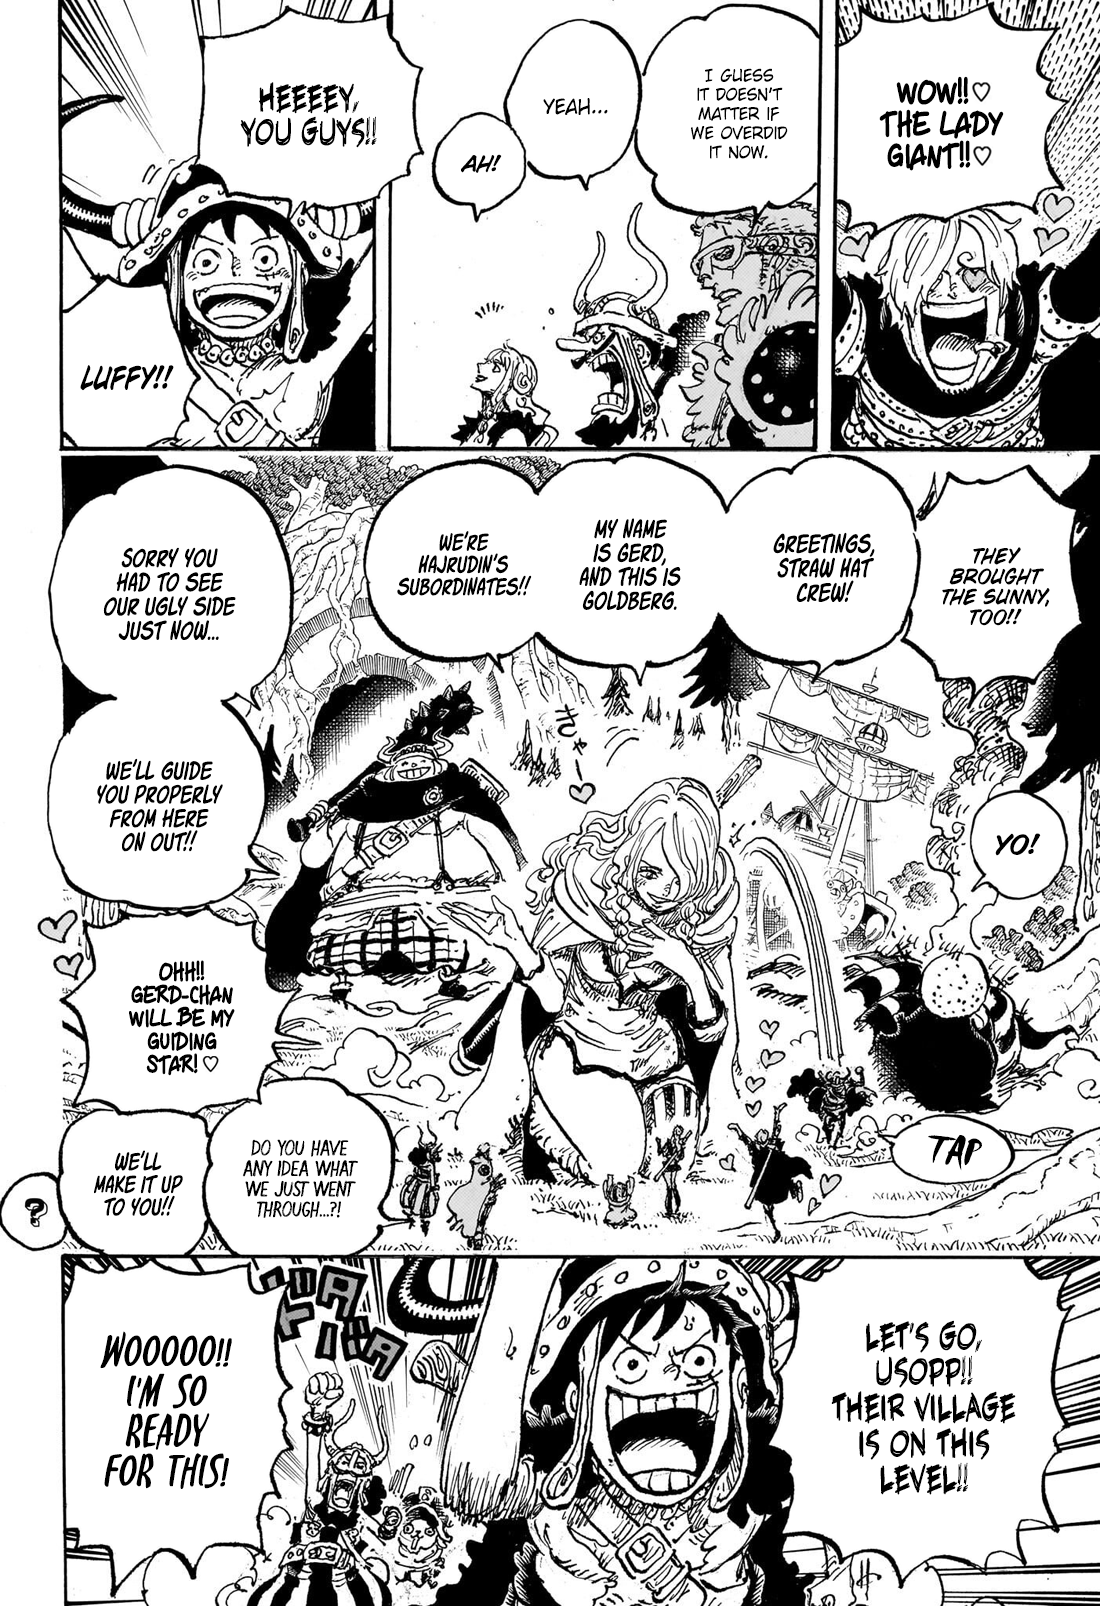 WOW!!♡
THE LADY
GIANT!!♡
I GUESS
IT DOESN'T
MATTER IF
WE OVERDID
IT NOW.
YEAH...
AH!
HEEEEY,
YOU GUYS!!
LUFFY!!
THEY
BROUGHT
THE SUNNY,
TOO!!
GREETINGS,
STRAW HAT
CREW!
MY NAME
IS GERD,
AND THIS IS
GOLDBERG.
WE'RE
HAJRUDIN'S
SUBORDINATES!!
SORRY YOU
HAD TO SEE
OUR UGLY SIDE
JUST NOW...
WE'LL GUIDE
YOU PROPERLY
FROM HERE
ON OUT!!
きゃー♡
YO!
OHH!!
GERD-CHAN
WILL BE MY
GUIDING
STAR!♡
TAP
DO YOU HAVE
ANY IDEA WHAT
WE JUST WENT
THROUGH...?!
WE'LL
MAKE IT UP
TO YOU!!
?
LET'S GO,
USOPP!!
THEIR VILLAGE
IS ON THIS
LEVEL!!
WOOOOO!!
I'M SO
READY
FOR THIS!